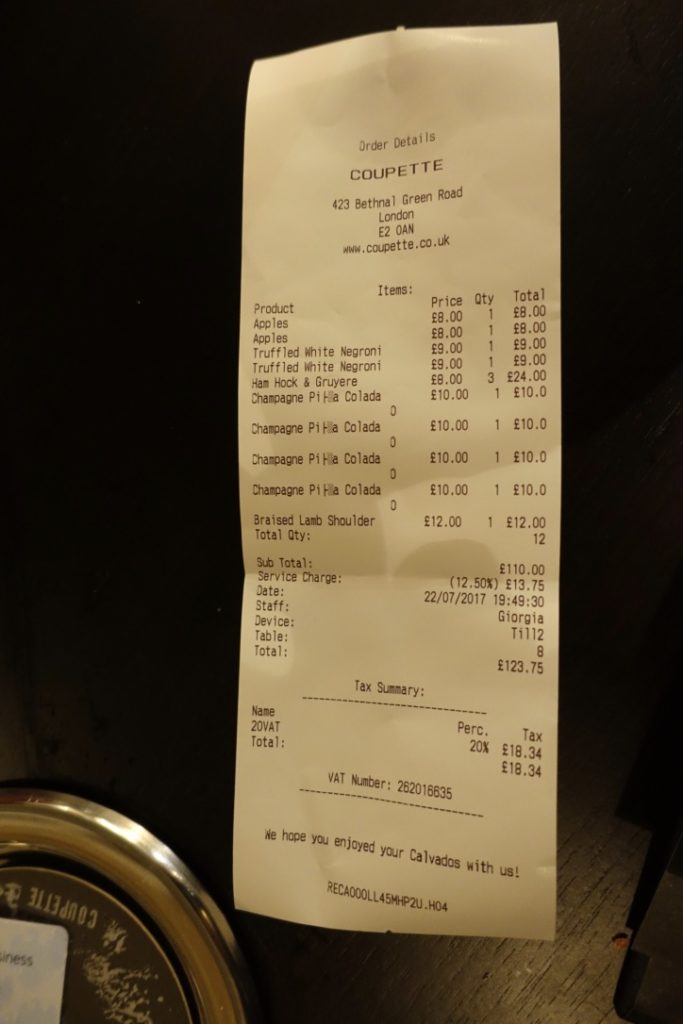 Order Details
COUPETTE
423 Bethnal Green Road
London
E2 0AN
www.coupette.co.uk
Items:
Product Price Qty Total
Apples £8.00 1 £8.00
Apples £8.00 1 £8.00
Truffled White Negroni £9.00 1 £9.00
Truffled White Negroni £9.00 1 £9.00
Ham Hock & Gruyere £8.00 3 £24.00
Champagne Pi├▒a Colada £10.00 1 £10.0
0
Champagne Pi├▒a Colada £10.00 1 £10.0
0
Champagne Pi├▒a Colada £10.00 1 £10.0
0
Champagne Pi├▒a Colada £10.00 1 £10.0
0
Braised Lamb Shoulder £12.00 1 £12.00
Total Qty: 12
Sub Total: £110.00
Service Charge: (12.50%) £13.75
Date: 22/07/2017 19:49:30
Staff: Giorgia
Device: Till2
Table: 8
Total: £123.75
Tax Summary:
Name Perc. Tax
20VAT 20% £18.34
Total: £18.34
VAT Number: 262016635
We hope you enjoyed your Calvados with us!
RECA000LL45MHP2U.H04
COUPETTE
siness